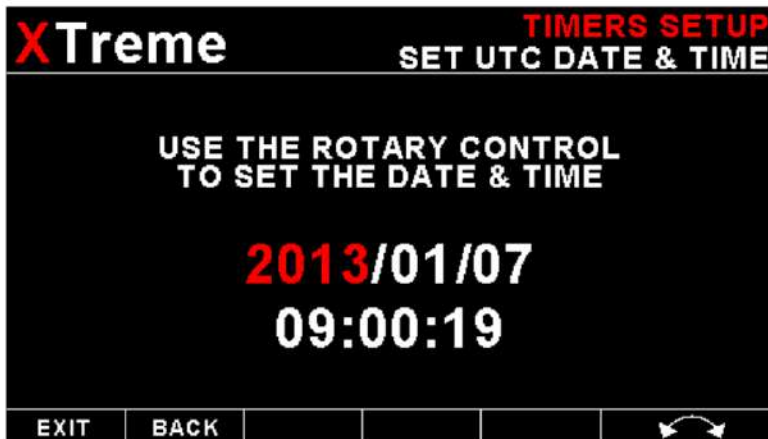 XTreme
TIMERS SETUP
SET UTC DATE & TIME
USE THE ROTARY CONTROL
TO SET THE DATE & TIME
2013/01/07
09:00:19
EXIT BACK